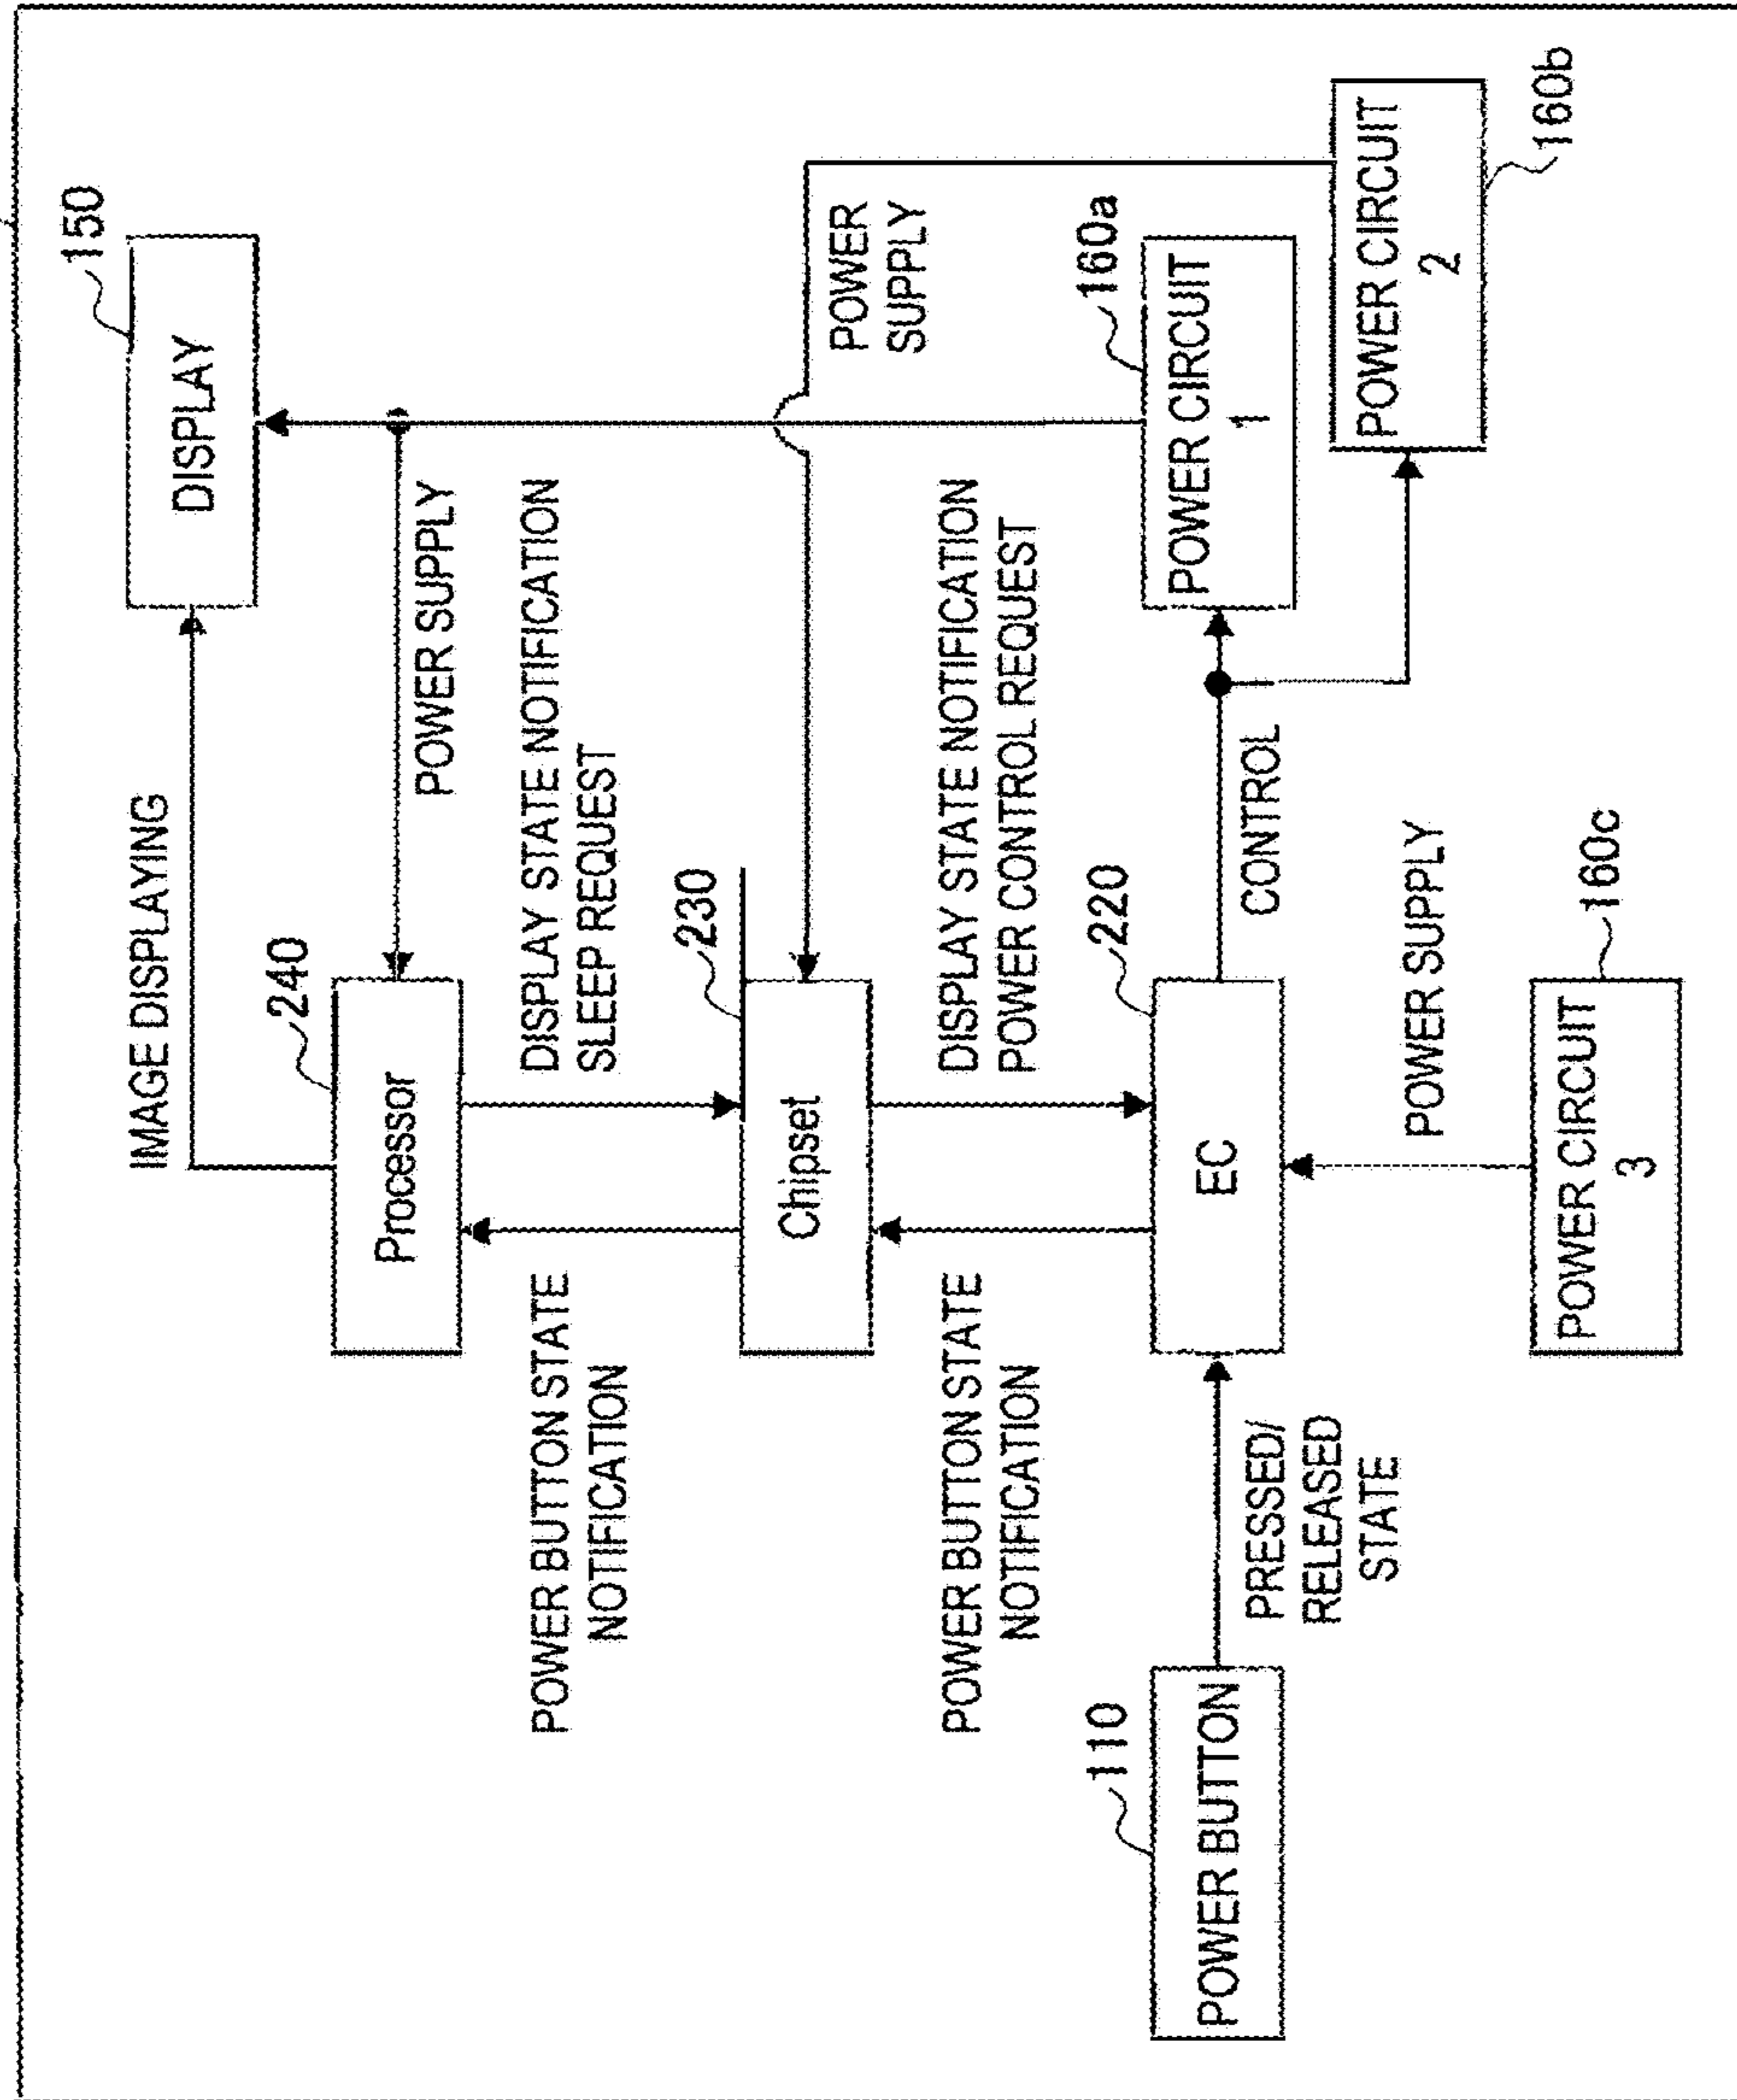 IMAGE DISPLAYING
150
DISPLAY
240
Processor
POWER SUPPLY
POWER BUTTON STATE
NOTIFICATION
DISPLAY STATE NOTIFICATION
SLEEP REQUEST
230
Chipset
POWER
SUPPLY
POWER BUTTON STATE
NOTIFICATION
DISPLAY STATE NOTIFICATION
POWER CONTROL REQUEST
110
POWER BUTTON
PRESSED/
RELEASED
STATE
220
EC
CONTROL
160a
POWER CIRCUIT
1
POWER CIRCUIT
2
160b
POWER SUPPLY
POWER CIRCUIT
3
160c